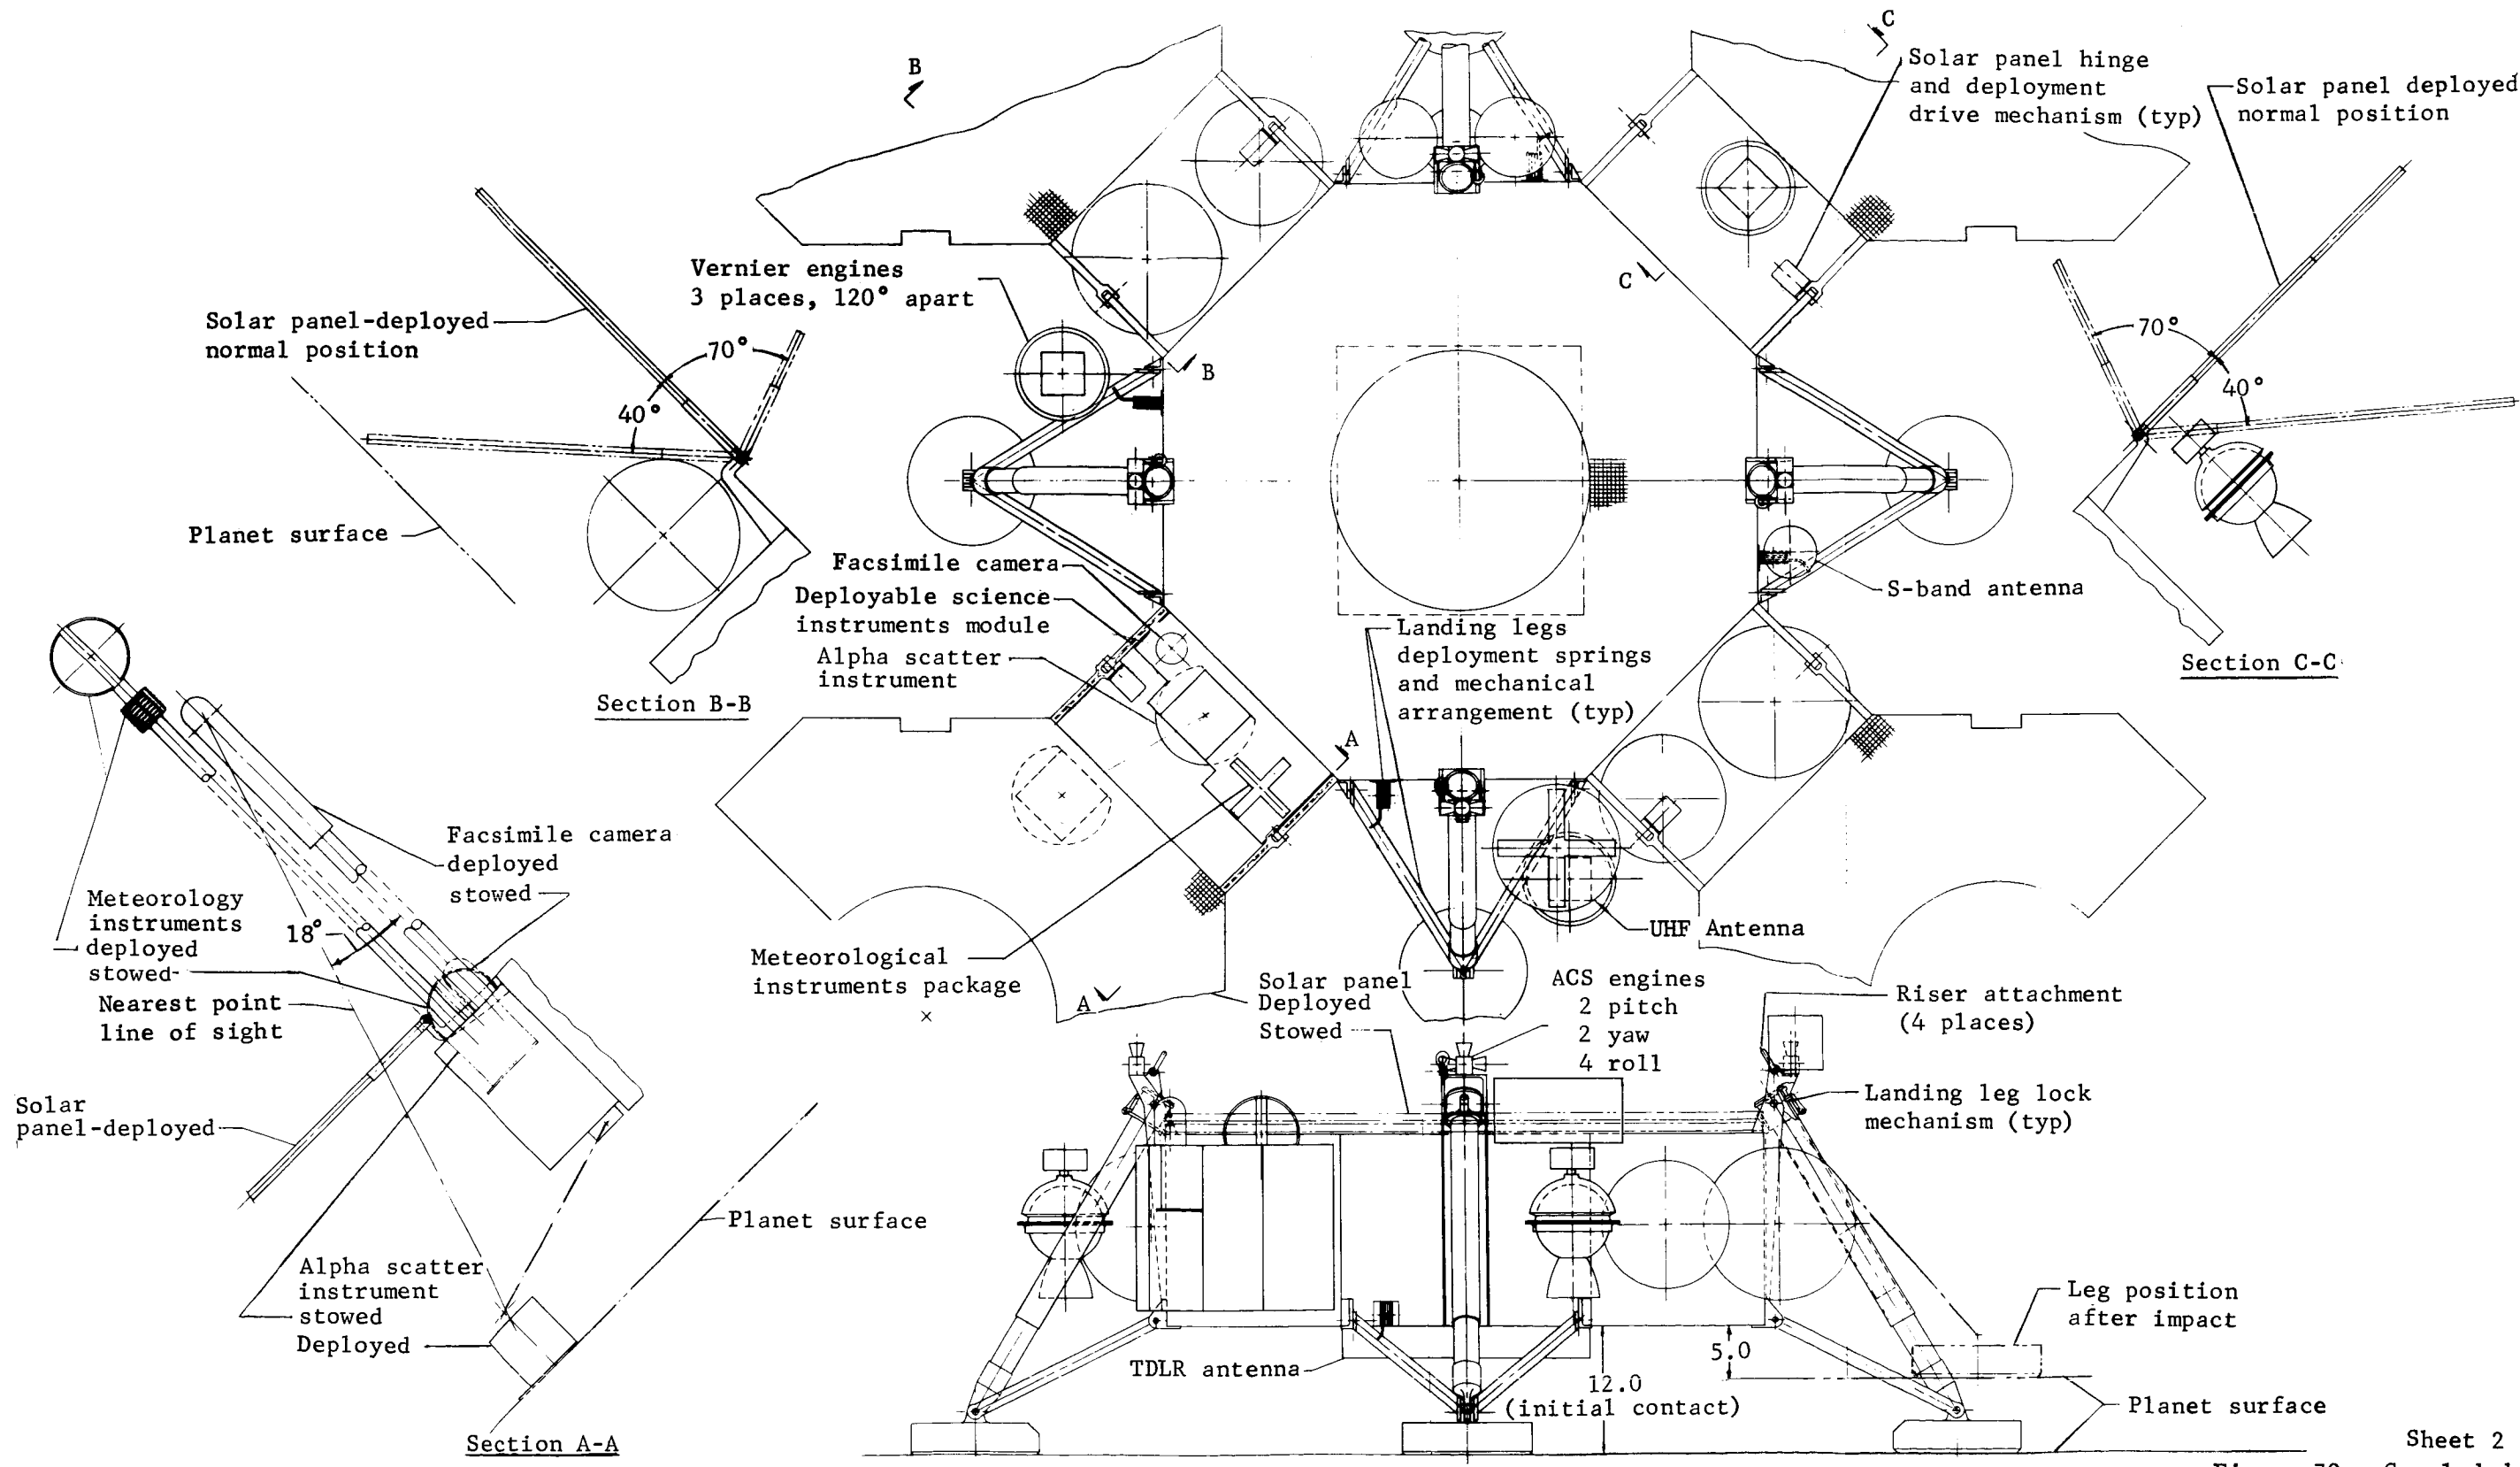 B
C
Solar panel hinge
and deployment
drive mechanism (typ)
Solar panel deployed
normal position
Vernier engines
3 places, 120° apart
Solar panel-deployed
normal position
70°
40°
C
B
70°
40°
Planet surface
Facsimile camera
Deployable science
instruments module
Alpha scatter
instrument
S-band antenna
Landing legs
deployment springs
and mechanical
arrangement (typ)
Section C-C
Section B-B
A
Facsimile camera
deployed
stowed
Meteorology
instruments
deployed
stowed
18°
Nearest point
line of sight
Meteorological
instruments package
A
UHF Antenna
Solar panel
Deployed
Stowed
ACS engines
2 pitch
2 yaw
4 roll
Riser attachment
(4 places)
Landing leg lock
mechanism (typ)
Solar
panel-deployed
Planet surface
Alpha scatter
instrument
stowed
Deployed
Leg position
after impact
TDLR antenna
5.0
12.0
(initial contact)
Planet surface
Section A-A
Sheet 2